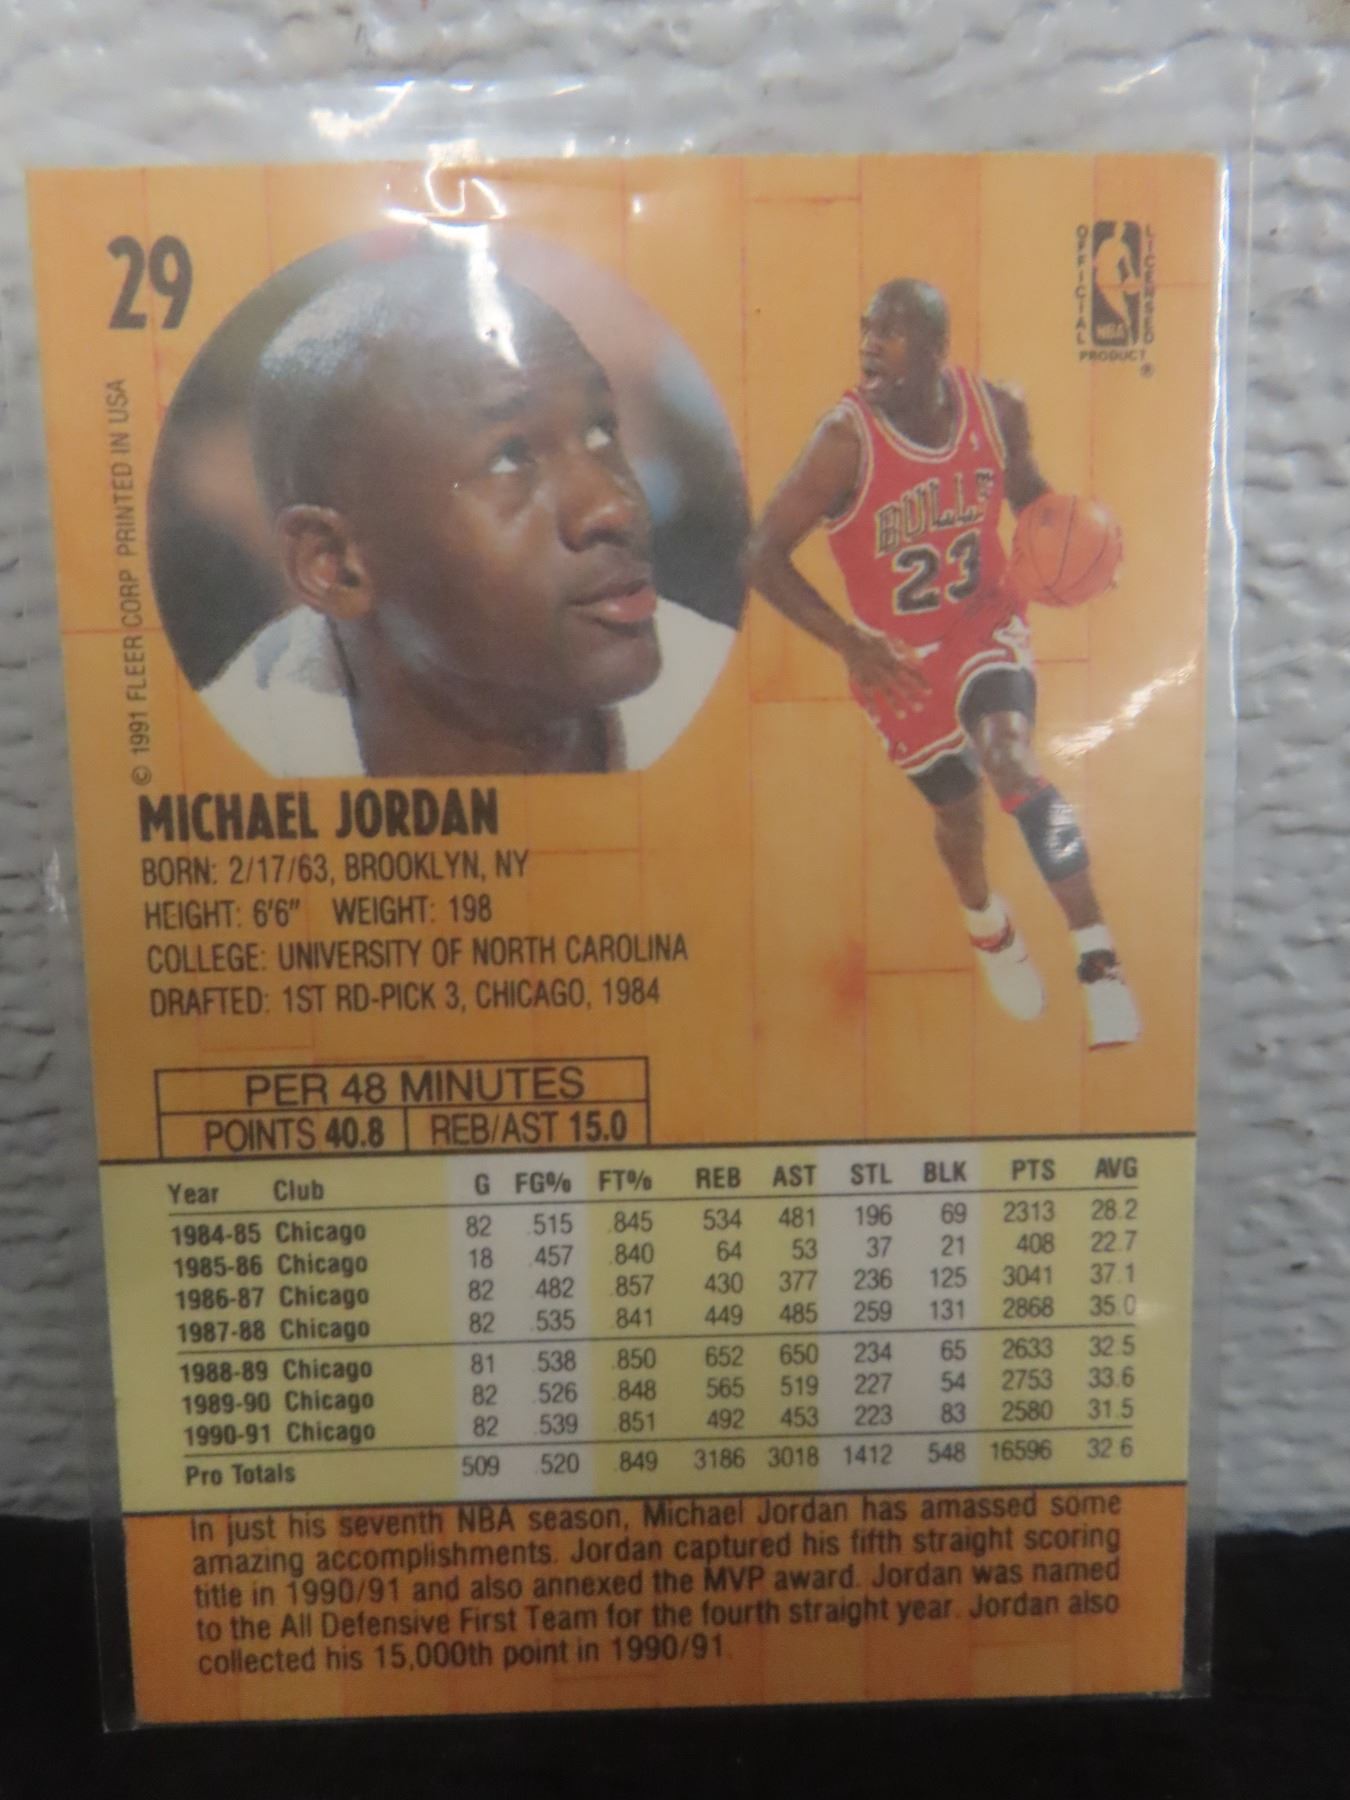 29
OFFICIAL
LICENSED
NBA
PRODUCT ®
BULLS
23
© 1991 FLEER CORP PRINTED IN USA
MICHAEL JORDAN
BORN: 2/17/63, BROOKLYN, NY
HEIGHT: 6'6" WEIGHT: 198
COLLEGE: UNIVERSITY OF NORTH CAROLINA
DRAFTED: 1ST RD-PICK 3, CHICAGO, 1984
PER 48 MINUTES
POINTS 40.8 REB/AST 15.0
Year Club G FG% FT% REB AST STL BLK PTS AVG
1984-85 Chicago 82 .515 .845 534 481 196 69 2313 28.2
1985-86 Chicago 18 .457 .840 64 53 37 21 408 22.7
1986-87 Chicago 82 .482 .857 430 377 236 125 3041 37.1
1987-88 Chicago 82 .535 .841 449 485 259 131 2868 35.0
1988-89 Chicago 81 .538 .850 652 650 234 65 2633 32.5
1989-90 Chicago 82 .526 .848 565 519 227 54 2753 33.6
1990-91 Chicago 82 .539 .851 492 453 223 83 2580 31.5
Pro Totals 509 .520 .849 3186 3018 1412 548 16596 32.6
In just his seventh NBA season, Michael Jordan has amassed some
amazing accomplishments. Jordan captured his fifth straight scoring
title in 1990/91 and also annexed the MVP award. Jordan was named
to the All Defensive First Team for the fourth straight year. Jordan also
collected his 15,000th point in 1990/91.